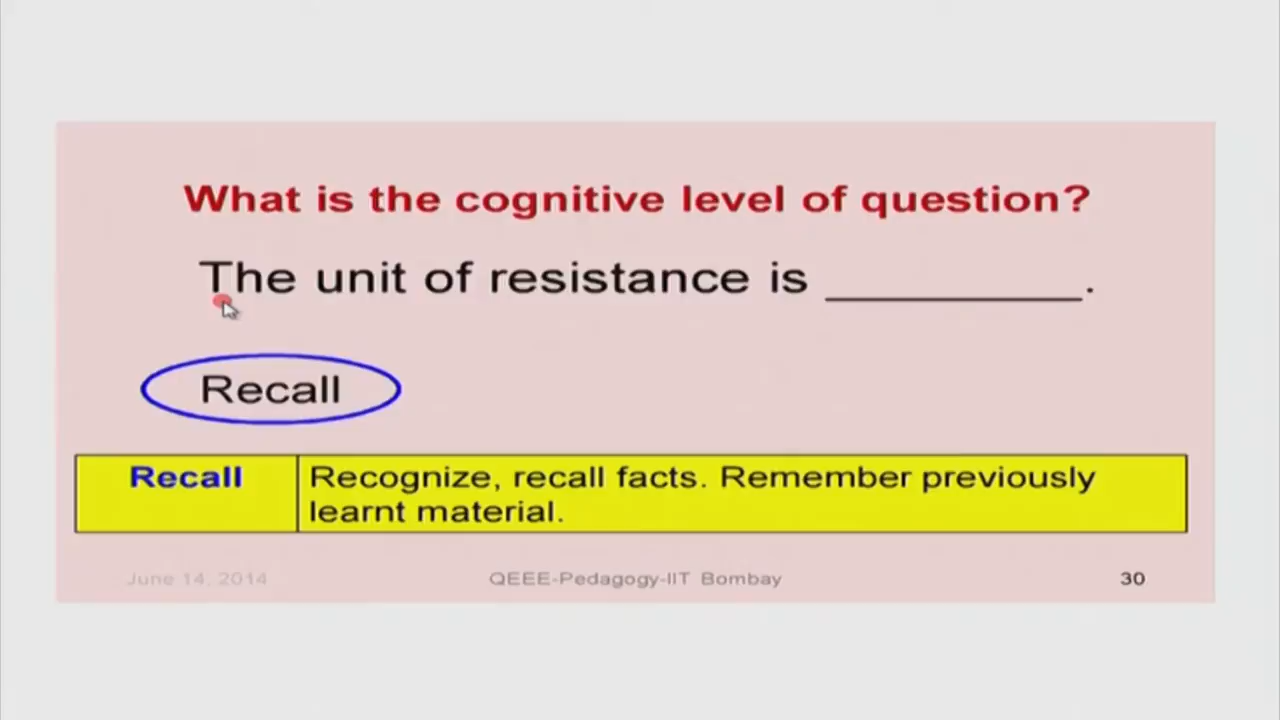 What is the cognitive level of question?
The unit of resistance is __________.
Recall
Recall Recognize, recall facts. Remember previously
learnt material.
June 14, 2014 QEEE-Pedagogy-IIT Bombay 30